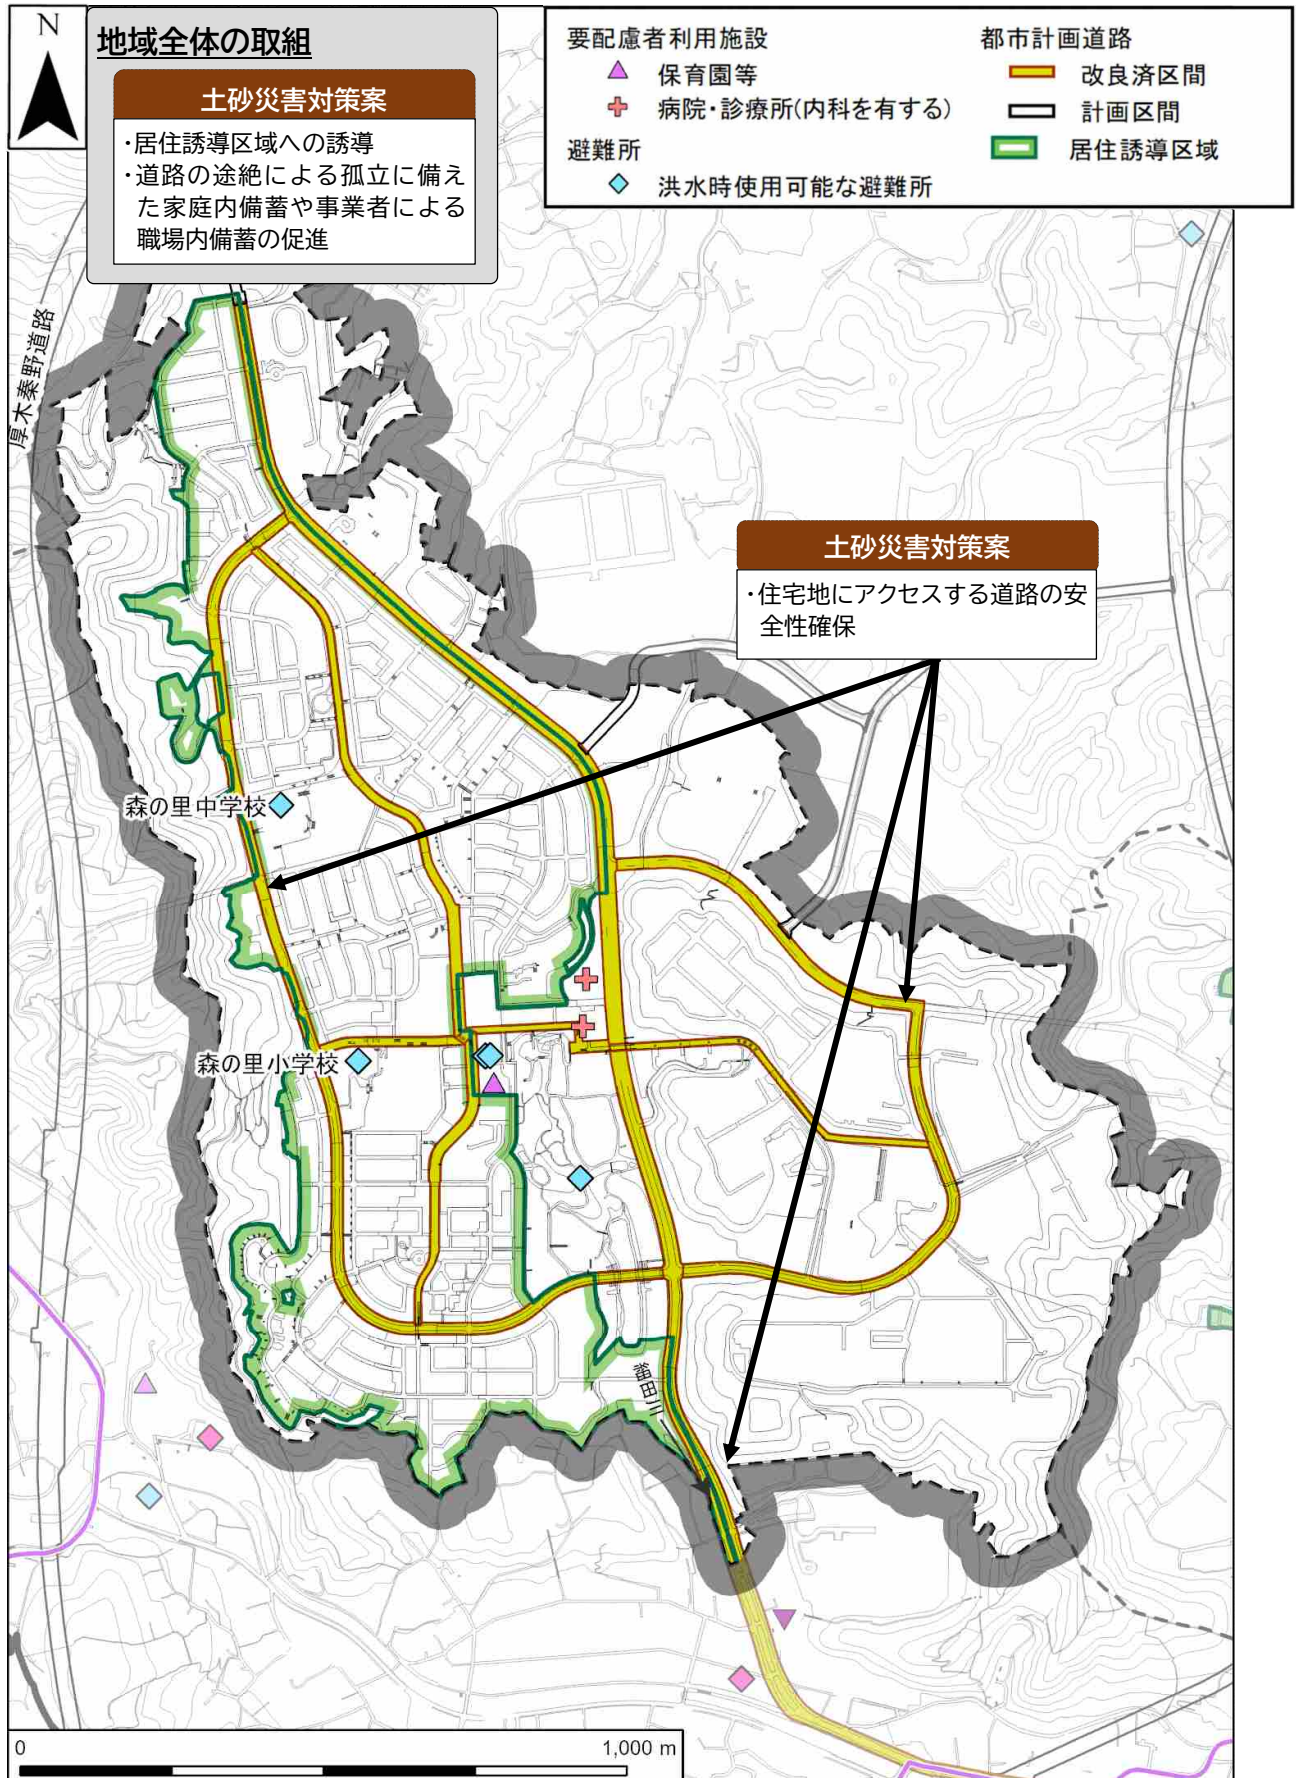 N
地域全体の取組
土砂災害対策案
・居住誘導区域への誘導
・道路の途絶による孤立に備え
た家庭内備蓄や事業者による
職場内備蓄の促進
要配慮者利用施設
保育園等
病院・診療所(内科を有する)
避難所
洪水時使用可能な避難所
都市計画道路
改良済区間
計画区間
居住誘導区域
厚木秦野道路
土砂災害対策案
・住宅地にアクセスする道路の安
全性確保
森の里中学校
森の里小学校
0
1,000 m